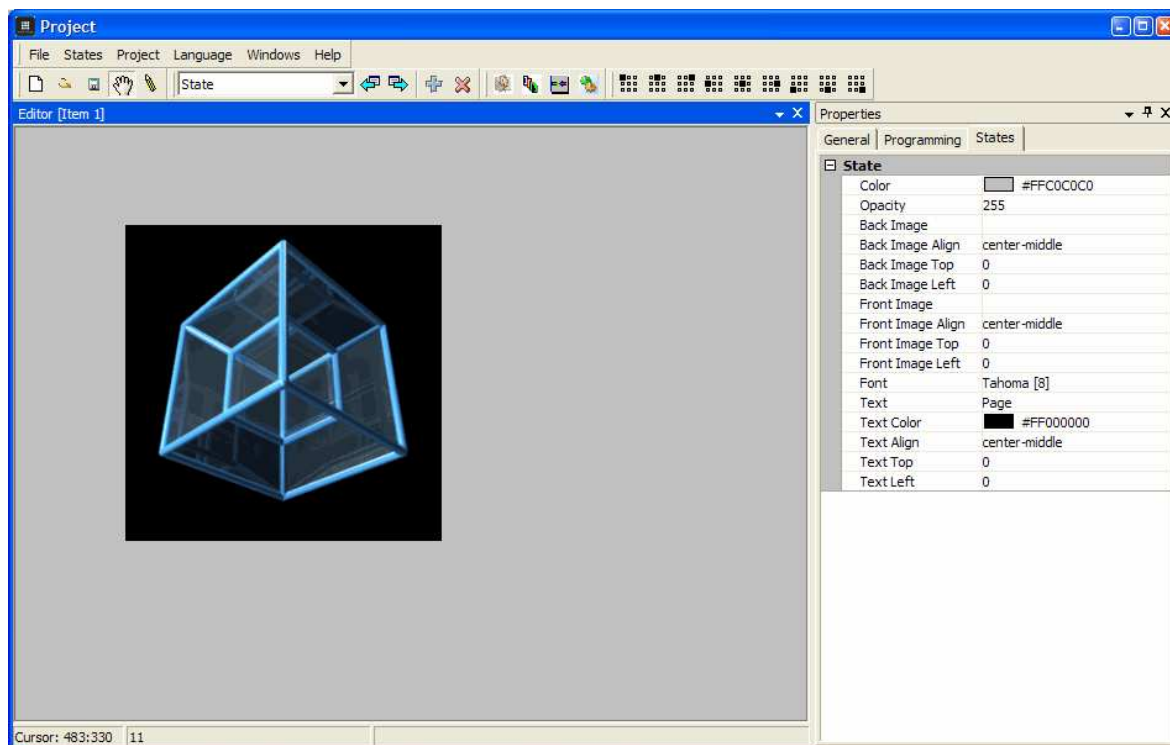 Project
File States Project Language Windows Help
State
Editor [Item 1]
Properties
General Programming States
State
Color #FFC0C0C0
Opacity 255
Back Image
Back Image Align center-middle
Back Image Top 0
Back Image Left 0
Front Image
Front Image Align center-middle
Front Image Top 0
Front Image Left 0
Font Tahoma [8]
Text Page
Text Color #FF000000
Text Align center-middle
Text Top 0
Text Left 0
Cursor: 483:330 11